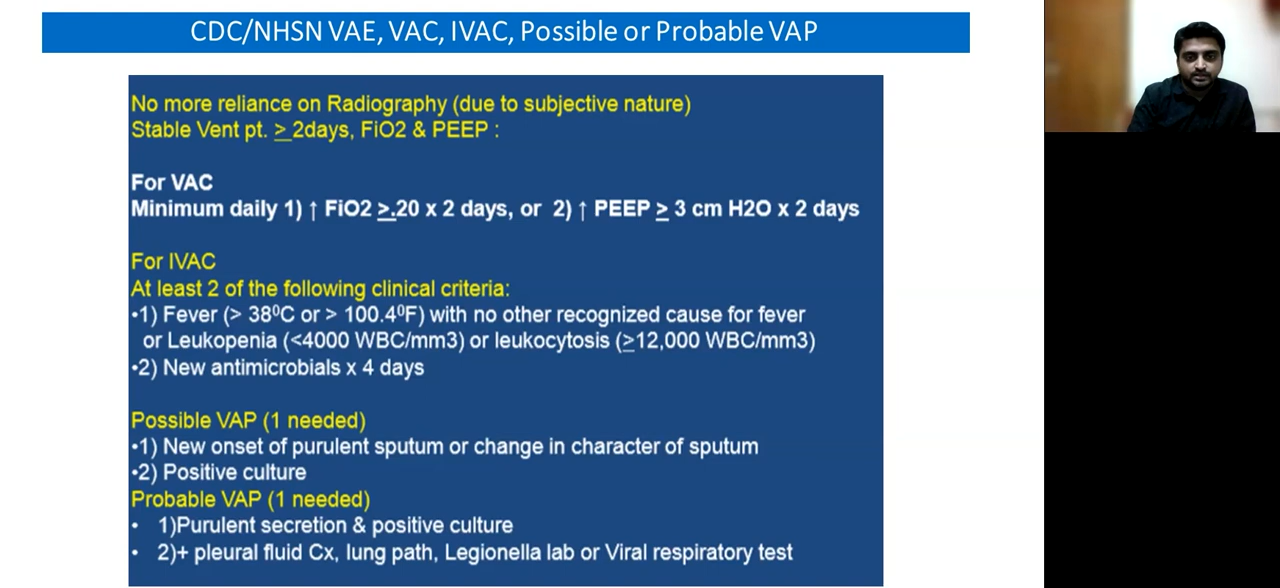 CDC/NHSN VAE, VAC, IVAC, Possible or Probable VAP
No more reliance on Radiography (due to subjective nature)
Stable Vent pt. ≥ 2days, FiO2 & PEEP :
For VAC
Minimum daily 1) ↑ FiO2 ≥.20 x 2 days, or 2) ↑ PEEP ≥ 3 cm H2O x 2 days
For IVAC
At least 2 of the following clinical criteria:
•1) Fever (> 38⁰C or > 100.4⁰F) with no other recognized cause for fever
or Leukopenia (<4000 WBC/mm3) or leukocytosis (≥12,000 WBC/mm3)
•2) New antimicrobials x 4 days
Possible VAP (1 needed)
•1) New onset of purulent sputum or change in character of sputum
•2) Positive culture
Probable VAP (1 needed)
• 1)Purulent secretion & positive culture
• 2)+ pleural fluid Cx, lung path, Legionella lab or Viral respiratory test